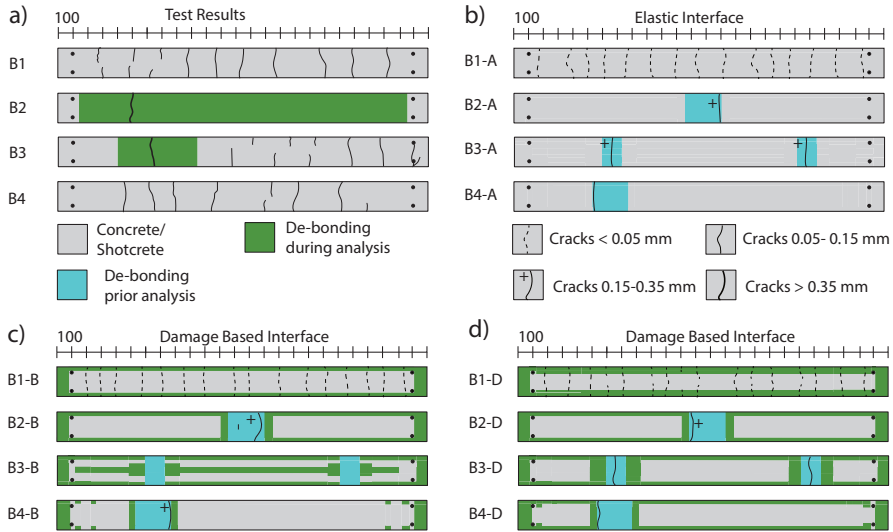 a)
Test Results
100
B1
B2
B3
B4
Concrete/
Shotcrete
De-bonding
during analysis
De-bonding
prior analysis
b)
Elastic Interface
100
B1-A
B2-A
+
B3-A
+
+
B4-A
Cracks < 0.05 mm
Cracks 0.05- 0.15 mm
+
Cracks 0.15-0.35 mm
Cracks > 0.35 mm
c)
Damage Based Interface
100
B1-B
B2-B
+
B3-B
B4-B
+
d)
Damage Based Interface
100
B1-D
B2-D
+
B3-D
B4-D